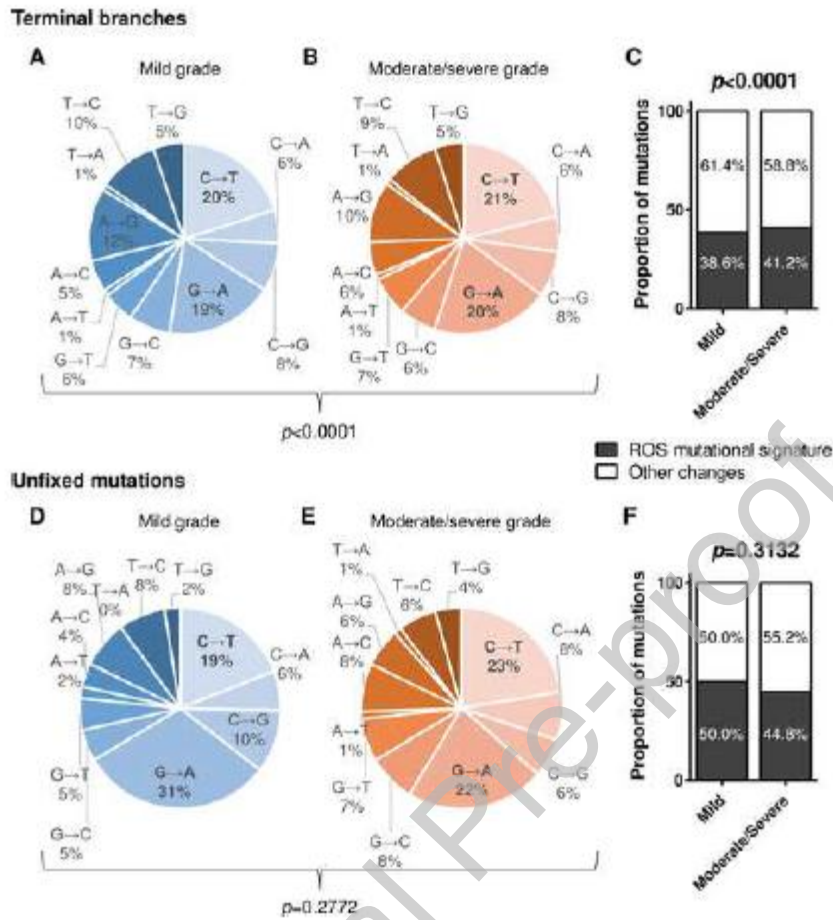 Terminal branches
A
Mild grade
T→C
10%
T→G
5%
C→A
6%
T→A
1%
C→T
20%
A→G
12%
A→C
5%
A→T
1%
G→T
6%
G→C
7%
G→A
19%
C→G
8%
B
Moderate/severe grade
T→C
9%
T→G
5%
C→A
6%
T→A
1%
C→T
21%
A→G
10%
A→C
6%
A→T
1%
G→T
7%
G→C
6%
G→A
20%
C→G
8%
p<0.0001
C
p<0.0001
Proportion of mutations
100
50
0
61.4%
58.8%
38.6%
41.2%
Mild
Moderate/Severe
ROS mutational signature
Other changes
Unfixed mutations
D
Mild grade
A→G
8%
T→A
0%
T→C
8%
T→G
2%
A→C
4%
C→T
19%
C→A
6%
A→T
2%
C→G
10%
G→A
31%
G→T
5%
G→C
5%
E
Moderate/severe grade
T→A
1%
T→C
6%
T→G
4%
A→G
6%
C→T
23%
C→A
8%
A→C
8%
A→T
1%
G→T
7%
G→A
22%
C→G
6%
G→C
8%
p=0.2772
F
p=0.3132
Proportion of mutations
100
50
0
50.0%
55.2%
50.0%
44.8%
Mild
Moderate/Severe
Pre-proof